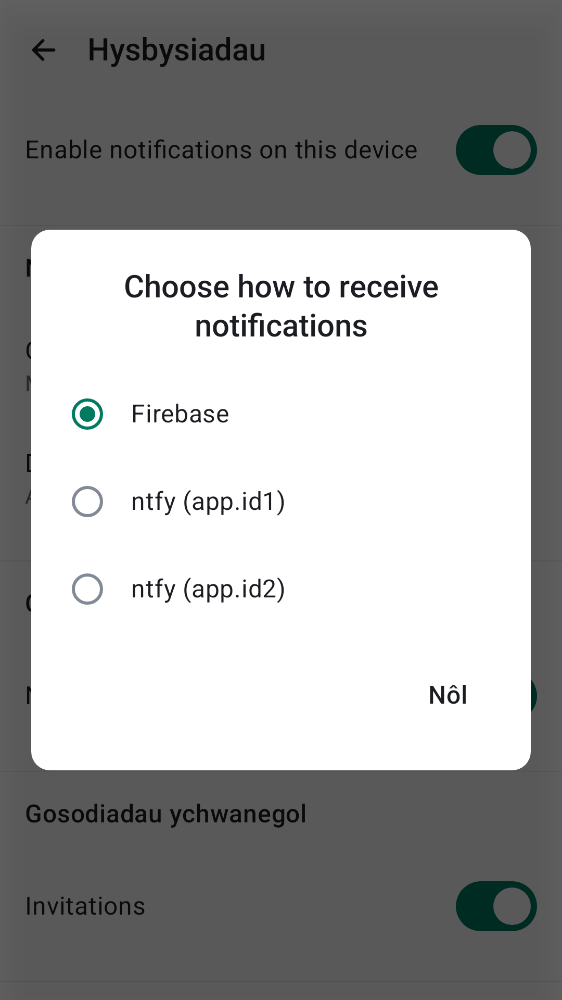 Hysbysiadau
Enable notifications on this device
Choose how to receive
notifications
Firebase
ntfy (app.id1)
ntfy (app.id2)
Nôl
Gosodiadau ychwanegol
Invitations